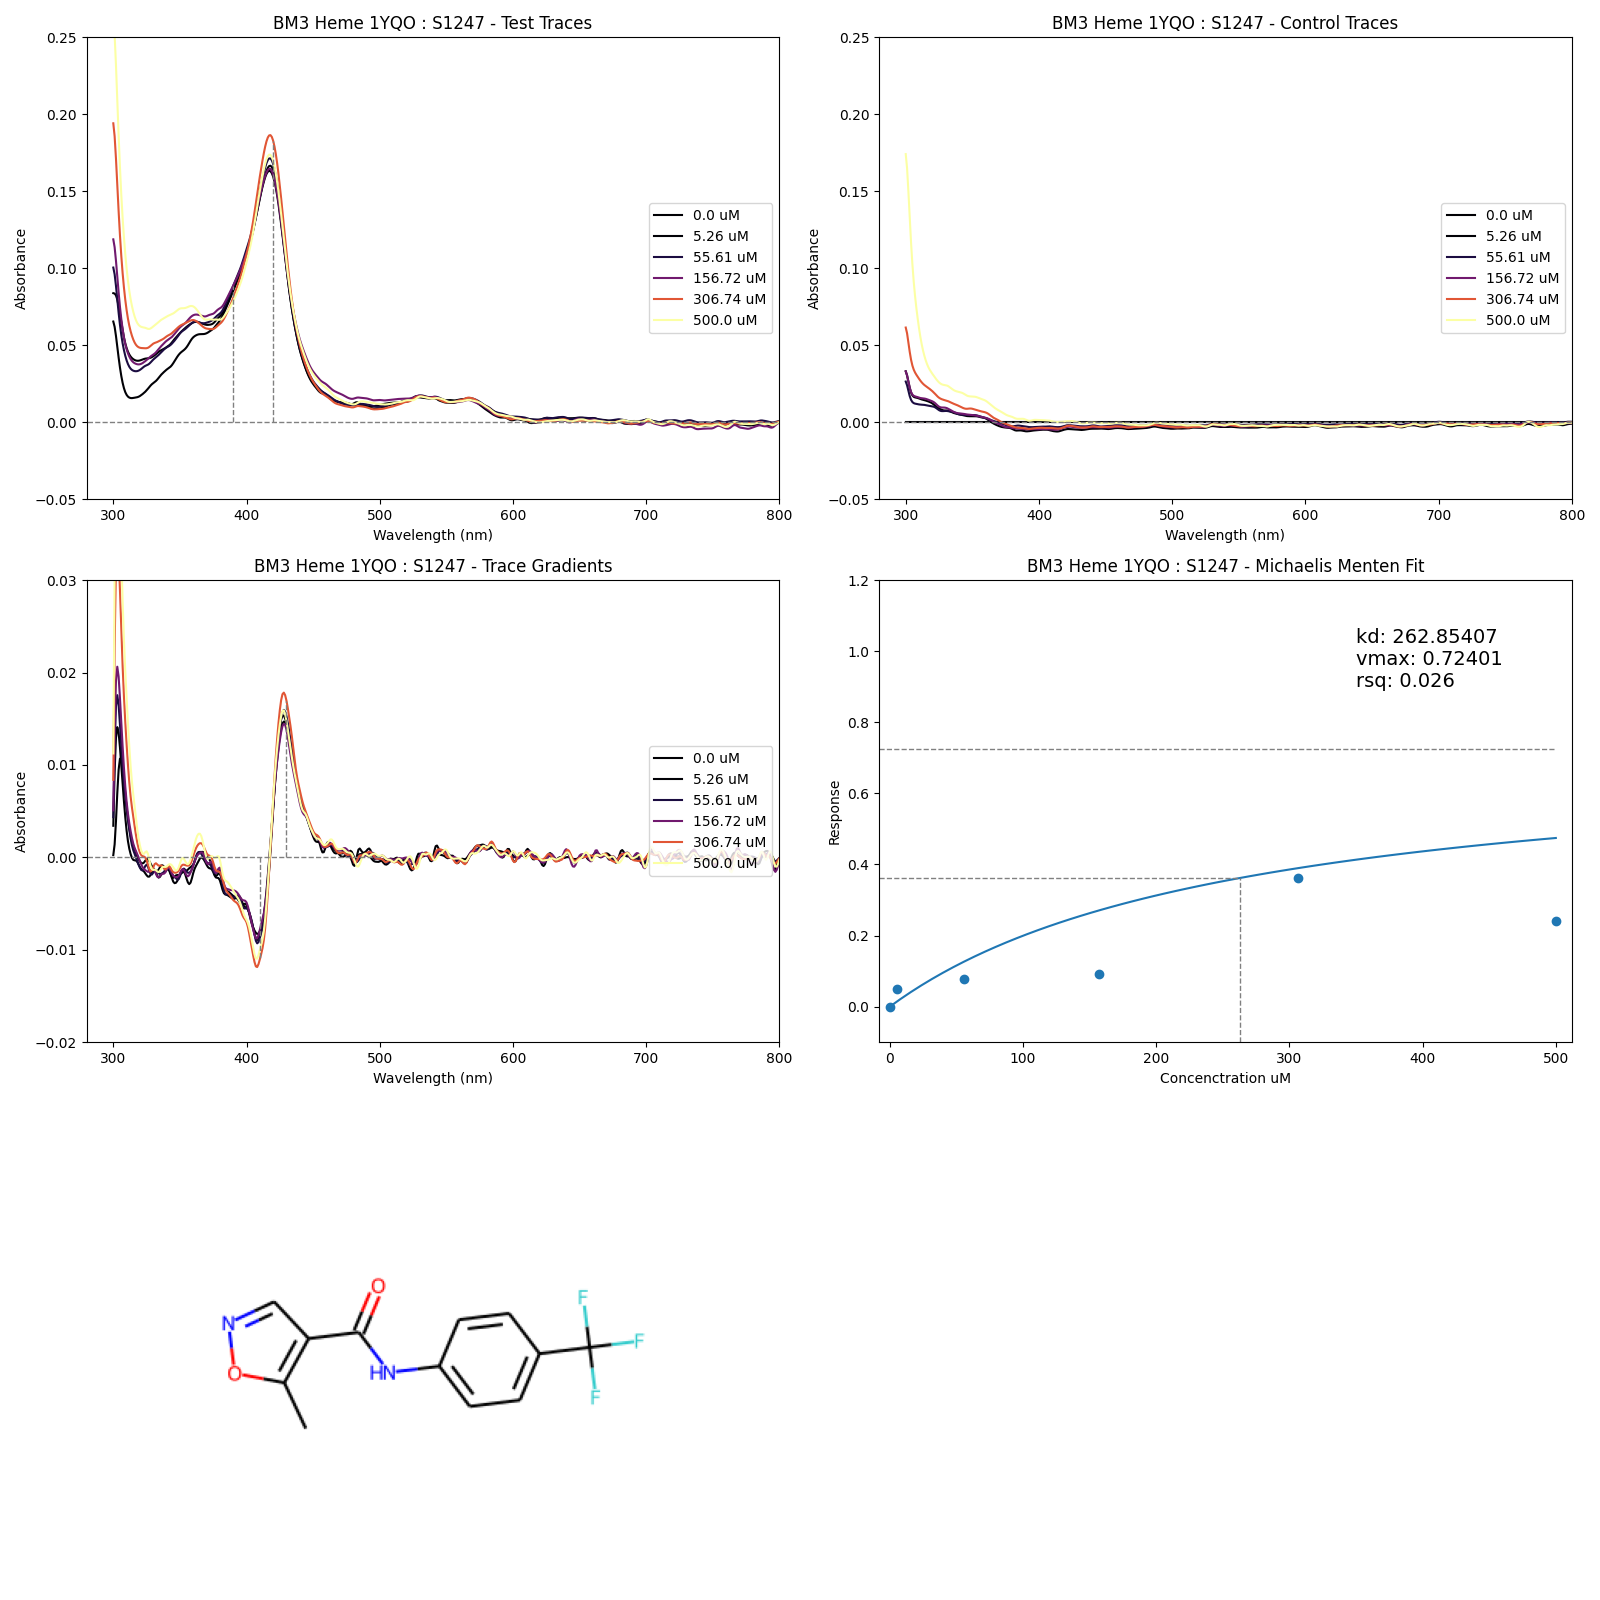 BM3 Heme 1YQO : S1247 - Test Traces
0.25
0.20
0.15
0.10
0.05
0.00
−0.05
Absorbance
300 400 500 600 700 800
Wavelength (nm)
0.0 uM
5.26 uM
55.61 uM
156.72 uM
306.74 uM
500.0 uM
BM3 Heme 1YQO : S1247 - Control Traces
0.25
0.20
0.15
0.10
0.05
0.00
−0.05
Absorbance
300 400 500 600 700 800
Wavelength (nm)
0.0 uM
5.26 uM
55.61 uM
156.72 uM
306.74 uM
500.0 uM
BM3 Heme 1YQO : S1247 - Trace Gradients
0.03
0.02
0.01
0.00
−0.01
−0.02
Absorbance
300 400 500 600 700 800
Wavelength (nm)
0.0 uM
5.26 uM
55.61 uM
156.72 uM
306.74 uM
500.0 uM
BM3 Heme 1YQO : S1247 - Michaelis Menten Fit
1.2
1.0
0.8
0.6
0.4
0.2
0.0
Response
kd: 262.85407
vmax: 0.72401
rsq: 0.026
0 100 200 300 400 500
Concenctration uM
O
F
N
F
O
HN
F